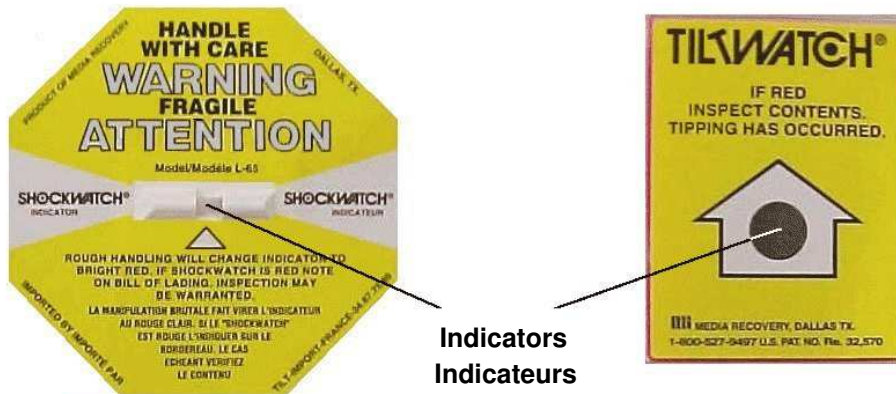 HANDLE
WITH CARE
WARNING
FRAGILE
ATTENTION
Model/Modèle L-65
SHOCKWATCH®
INDICATOR
SHOCKWATCH®
INDICATEUR
ROUGH HANDLING WILL CHANGE INDICATOR TO
BRIGHT RED. IF SHOCKWATCH IS RED NOTE
ON BILL OF LADING. INSPECTION MAY
BE WARRANTED.
LA MANIPULATION BRUTALE FAIT VIRER L'INDICATEUR
AU ROUGE CLAIR. SI LE "SHOCKWATCH"
EST ROUGE L'INDIQUER SUR LE
BORDEREAU. LE CAS
ECHEANT VERIFIEZ
LE CONTENU
PRODUCT OF MEDIA RECOVERY
DALLAS, TX.
IMPORTED BY IMPORTÉ PAR
TILT-IMPORT-FRANCE
TILTWATCH®
IF RED
INSPECT CONTENTS.
TIPPING HAS OCCURRED.
MEDIA RECOVERY, DALLAS TX.
1-800-527-9497 U.S. PAT. NO. Re. 32,570
Indicators
Indicateurs